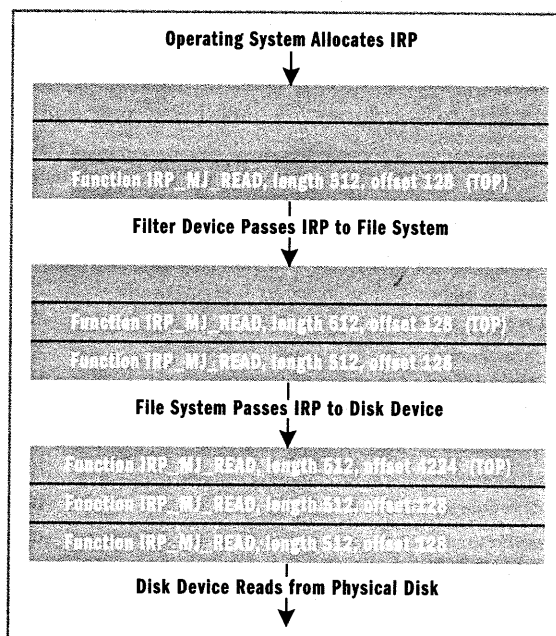 Operating System Allocates IRP
Function IRP_MJ_READ, length 512, offset 128 (TOP)
Filter Device Passes IRP to File System
Function IRP_MJ_READ, length 512, offset 128 (TOP)
Function IRP_MJ_READ, length 512, offset 128
File System Passes IRP to Disk Device
Function IRP_MJ_READ, length 512, offset 4224 (TOP)
Function IRP_MJ_READ, length 512, offset 128
Function IRP_MJ_READ, length 512, offset 128
Disk Device Reads from Physical Disk